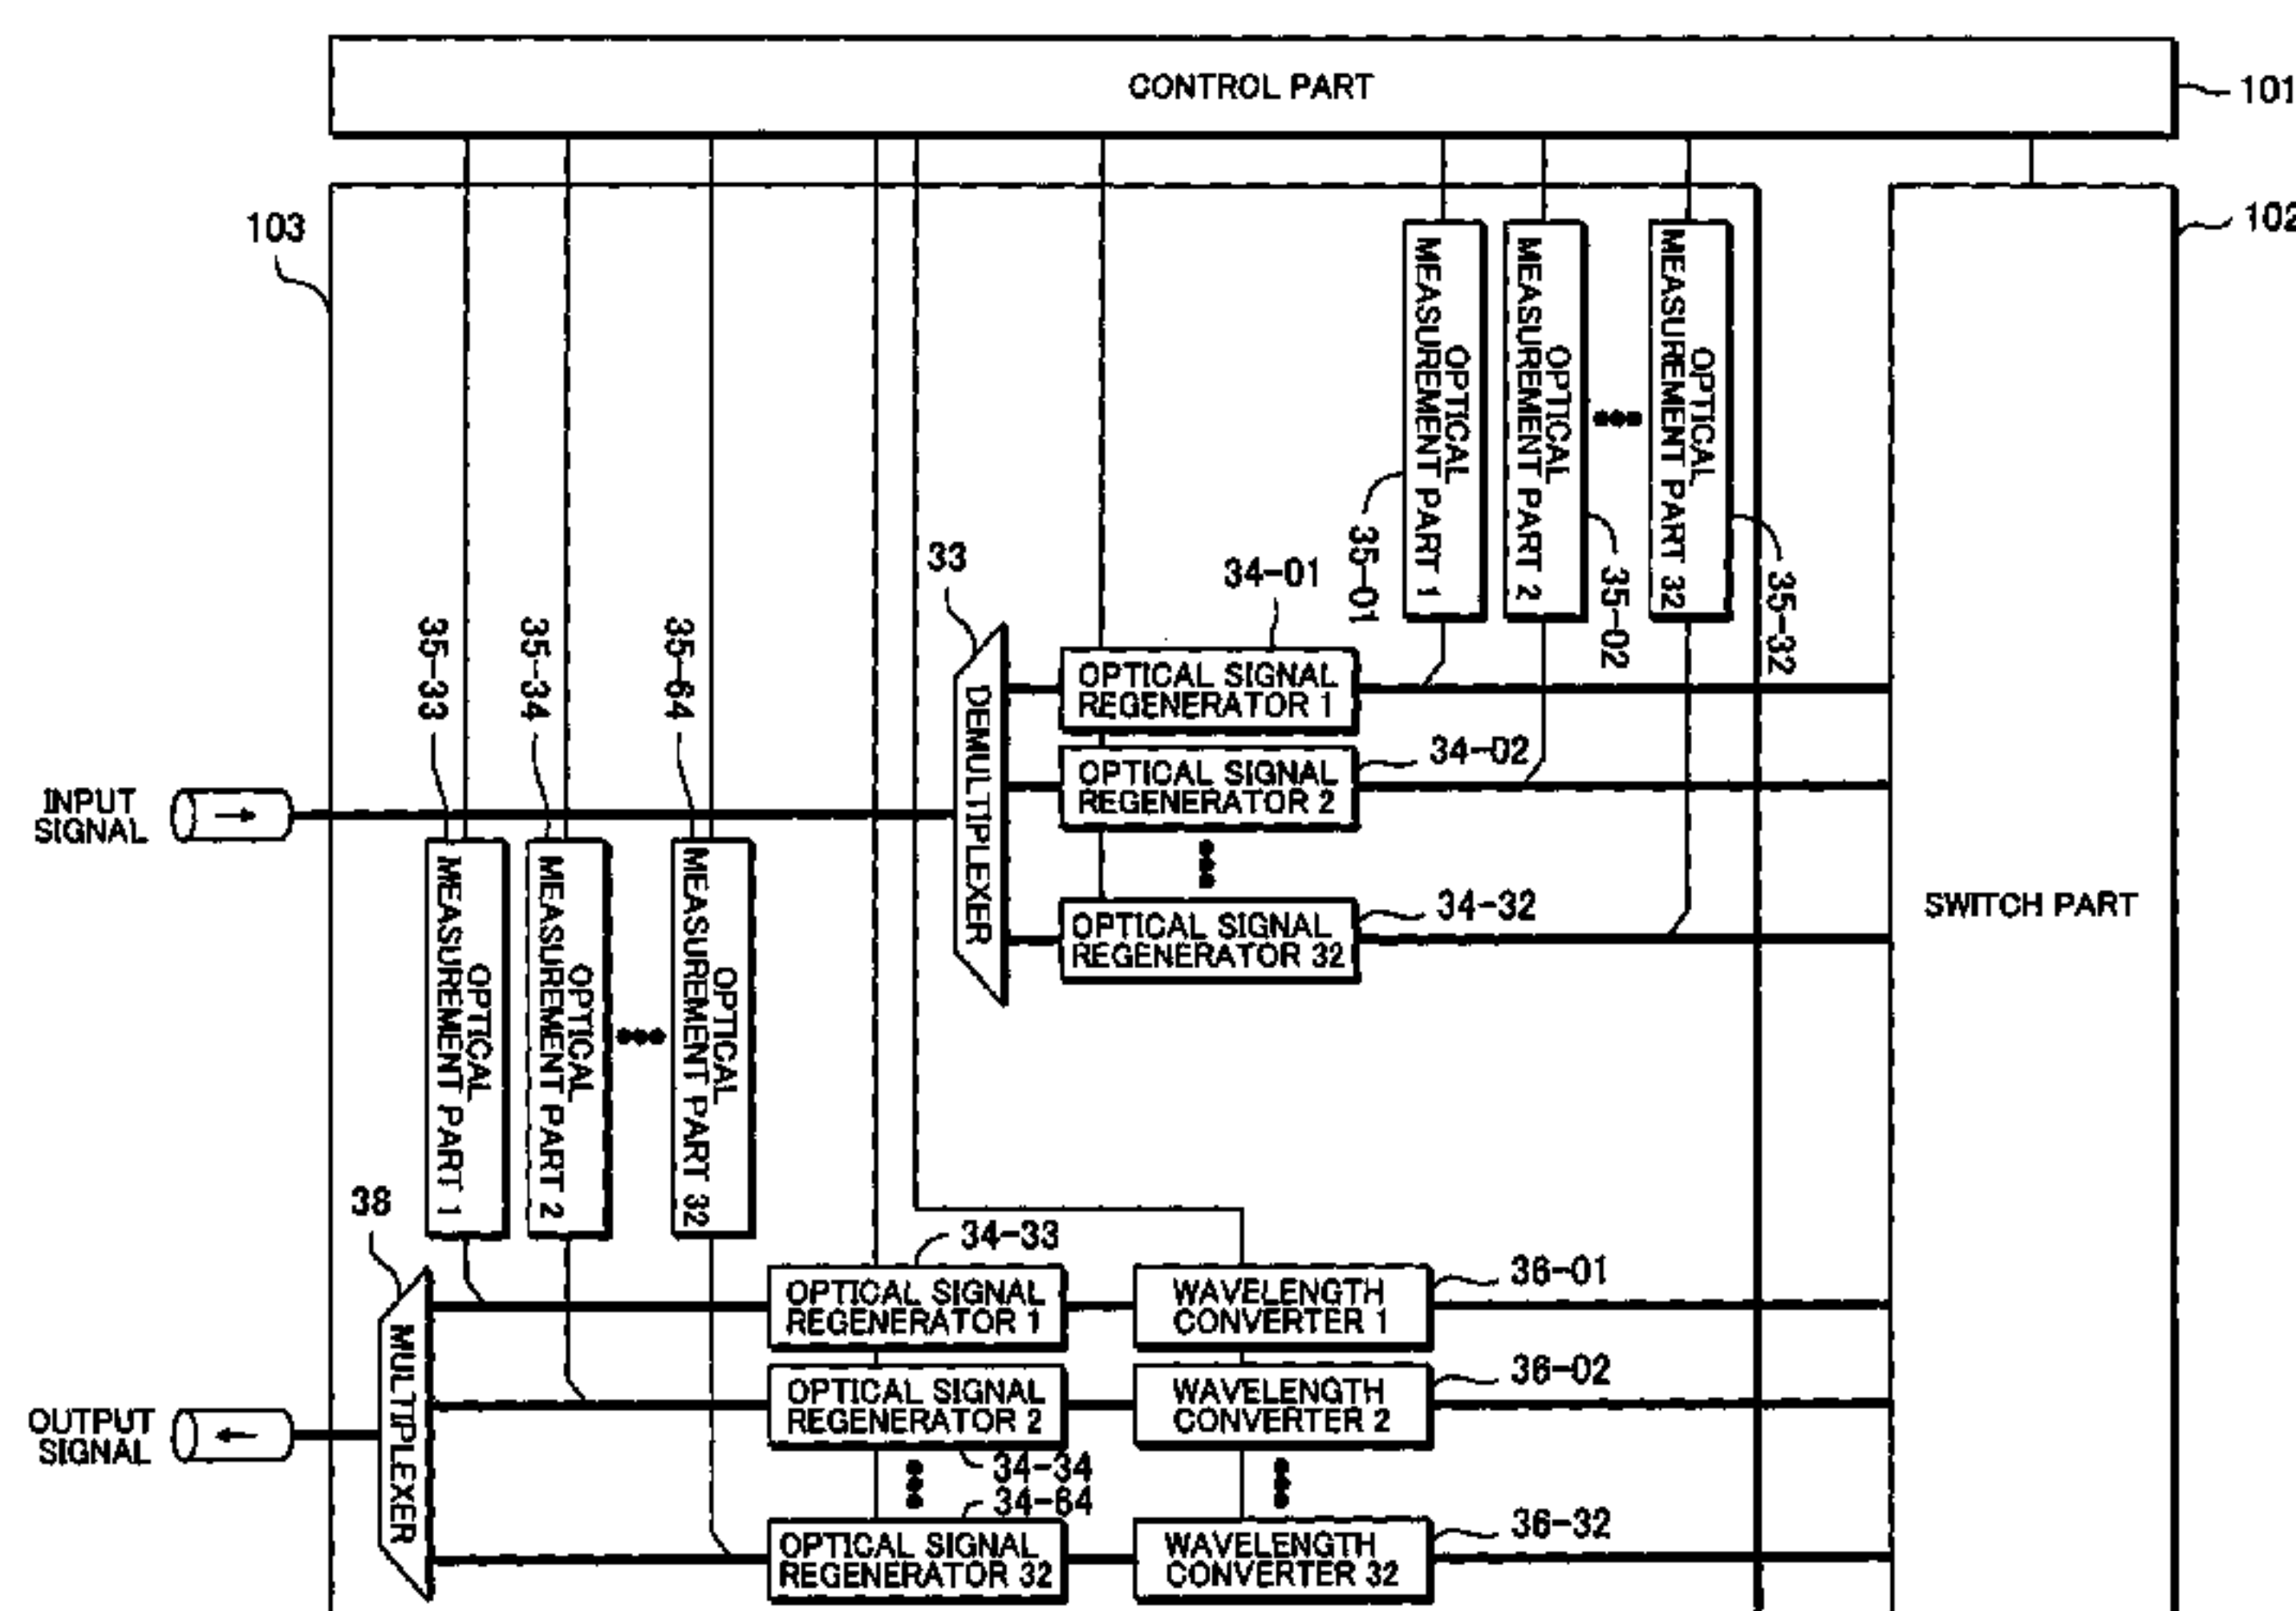 CONTROL PART
101
102
103
MEASUREMENT PART 1
OPTICAL
MEASUREMENT PART 2
OPTICAL
MEASUREMENT PART 32
OPTICAL
35-01
35-02
35-32
33
34-01
35-33
35-34
35-64
DEMULTIPLEXER
OPTICAL SIGNAL
REGENERATOR 1
34-02
OPTICAL SIGNAL
REGENERATOR 2
INPUT
SIGNAL
34-32
OPTICAL SIGNAL
REGENERATOR 32
SWITCH PART
OPTICAL
MEASUREMENT PART 1
OPTICAL
MEASUREMENT PART 2
OPTICAL
MEASUREMENT PART 32
38
34-33
36-01
OPTICAL SIGNAL
REGENERATOR 1
WAVELENGTH
CONVERTER 1
36-02
OPTICAL SIGNAL
REGENERATOR 2
WAVELENGTH
CONVERTER 2
MULTIPLEXER
OUTPUT
SIGNAL
34-34
34-64
36-32
OPTICAL SIGNAL
REGENERATOR 32
WAVELENGTH
CONVERTER 32